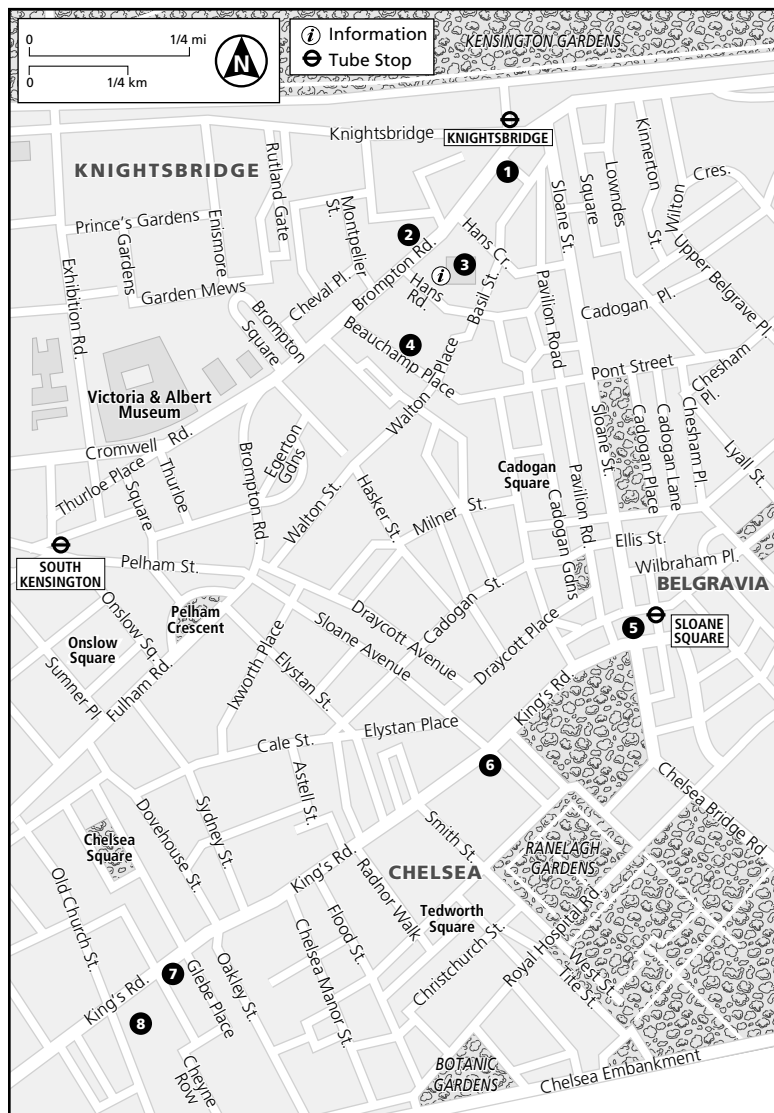 0 1/4 mi
0 1/4 km
N
i Information
Tube Stop
KENSINGTON GARDENS
Knightsbridge
KNIGHTSBRIDGE
KNIGHTSBRIDGE
1
Rutland Gate
Montpelier St.
Sloane St.
Lowndes Square
Kinnerton St.
Wilton Cres.
Prince's Gardens
Gardens
Enismore
2
Brompton Rd.
Hans Cr.
3
i
Hans Rd.
Basil St.
Upper Belgrave Pl.
Exhibition Rd.
Garden Mews
Cheval Pl.
Brompton Square
Pavilion Road
Cadogan Pl.
4
Beauchamp Place
Walton Place
Pont Street
Chesham Pl.
Victoria & Albert
Museum
Cromwell Rd.
Sloane St.
Cadogan Place
Cadogan Lane
Chesham Pl.
Lyall St.
Thurloe Place
Thurloe Square
Brompton Rd.
Egerton Gdns
Walton St.
Hasker St.
Milner St.
Cadogan
Square
Cadogan Gdns
Pavilion Rd.
Ellis St.
Wilbraham Pl.
SOUTH
KENSINGTON
Pelham St.
BELGRAVIA
Pelham
Crescent
Onslow Sq.
Onslow
Square
Sumner Pl
Fulham Rd.
Ixworth Place
Sloane Avenue
Draycott Avenue
Cadogan St.
Draycott Place
5
SLOANE
SQUARE
Elystan St.
King's Rd.
Elystan Place
Cale St.
6
Astell St.
Chelsea Bridge Rd
Sydney St.
Dovehouse St.
Chelsea
Square
Smith St.
RANELAGH
GARDENS
King's Rd.
Radnor Walk
CHELSEA
Tedworth
Square
Old Church St.
Flood St.
Chelsea Manor St.
Christchurch St.
Royal Hospital Rd.
West St.
Tite St.
7
King's Rd.
Glebe Place
Oakley St.
8
Cheyne Row
BOTANIC
GARDENS
Chelsea Embankment